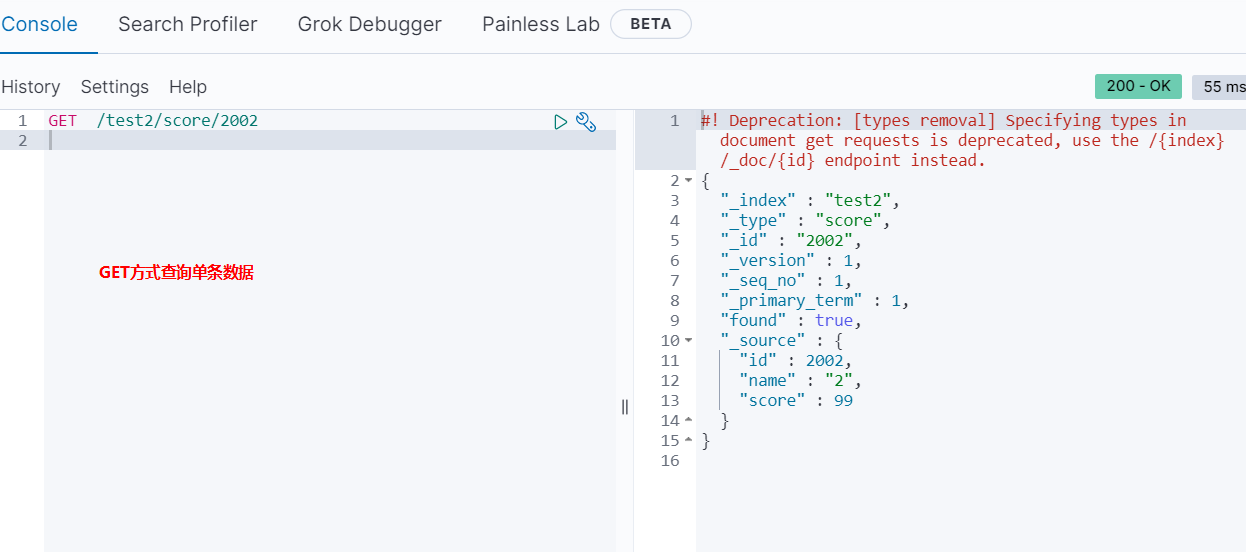 Console Search Profiler Grok Debugger Painless Lab BETA
History Settings Help 200 - OK 55 ms
1 GET /test2/score/2002
2
GET方式查询单条数据
1 #! Deprecation: [types removal] Specifying types in
document get requests is deprecated, use the /{index}
/_doc/{id} endpoint instead.
2 {
3 "_index" : "test2",
4 "_type" : "score",
5 "_id" : "2002",
6 "_version" : 1,
7 "_seq_no" : 1,
8 "_primary_term" : 1,
9 "found" : true,
10 "_source" : {
11 "id" : 2002,
12 "name" : "2",
13 "score" : 99
14 }
15 }
16